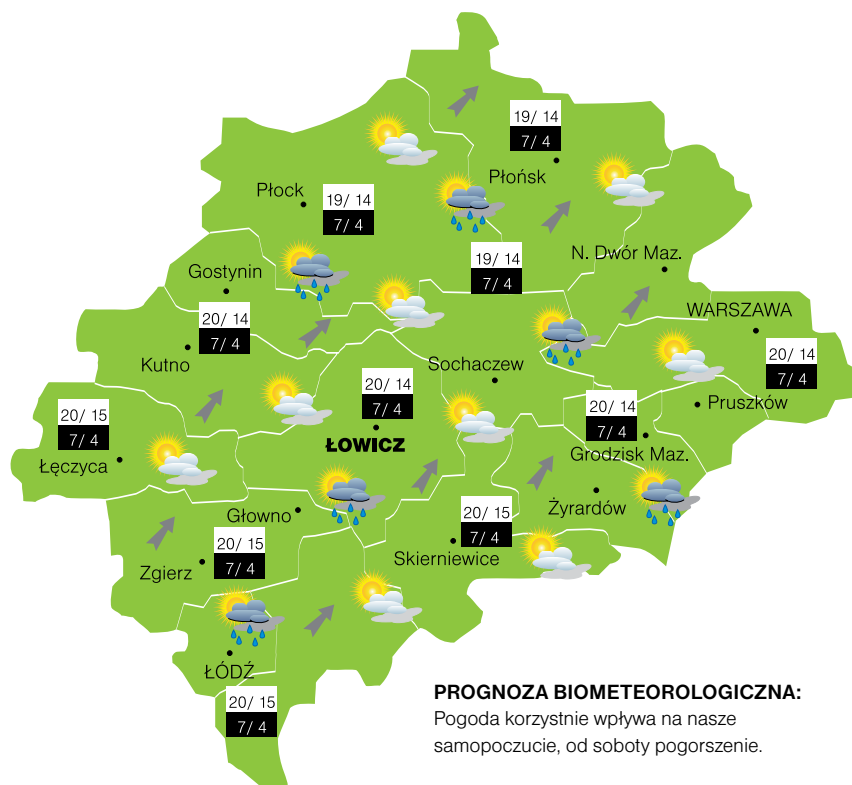 19/ 14
7/ 4
Płońsk
Płock
19/ 14
7/ 4
N. Dwór Maz.
19/ 14
7/ 4
Gostynin
20/ 14
7/ 4
Kutno
WARSZAWA
20/ 14
7/ 4
Sochaczew
20/ 14
7/ 4
ŁOWICZ
Pruszków
20/ 14
7/ 4
Grodzisk Maz.
20/ 15
7/ 4
Łęczyca
Żyrardów
Głowno
20/ 15
7/ 4
Skierniewice
20/ 15
7/ 4
Zgierz
ŁÓDŹ
20/ 15
7/ 4
PROGNOZA BIOMETEOROLOGICZNA:
Pogoda korzystnie wpływa na nasze
samopoczucie, od soboty pogorszenie.